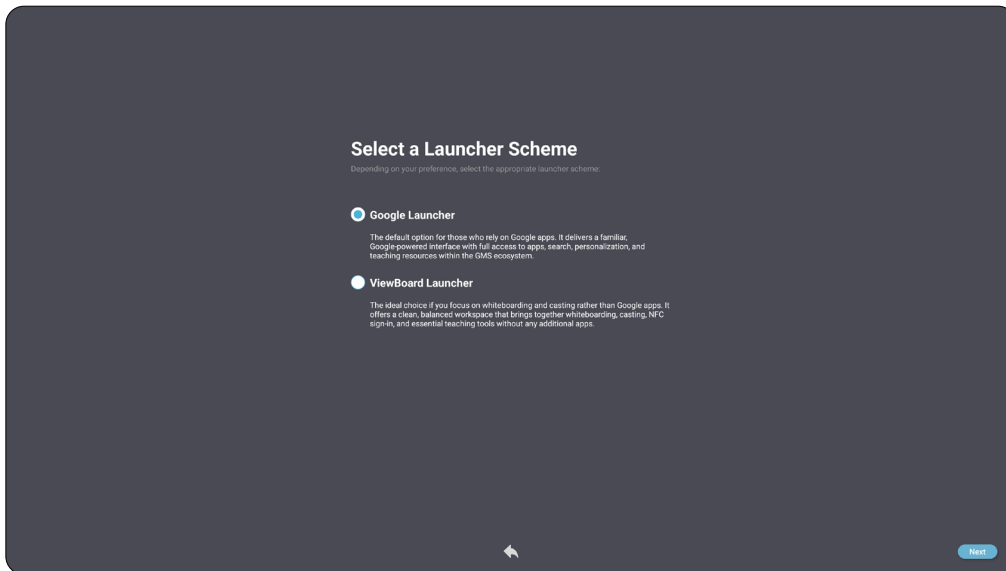 Select a Launcher Scheme
Depending on your preference, select the appropriate launcher scheme:
Google Launcher
The default option for those who rely on Google apps. It delivers a familiar,
Google-powered interface with full access to apps, search, personalization, and
teaching resources within the GMS ecosystem.
ViewBoard Launcher
The ideal choice if you focus on whiteboarding and casting rather than Google apps. It
offers a clean, balanced workspace that brings together whiteboarding, casting, NFC
sign-in, and essential teaching tools without any additional apps.
Next